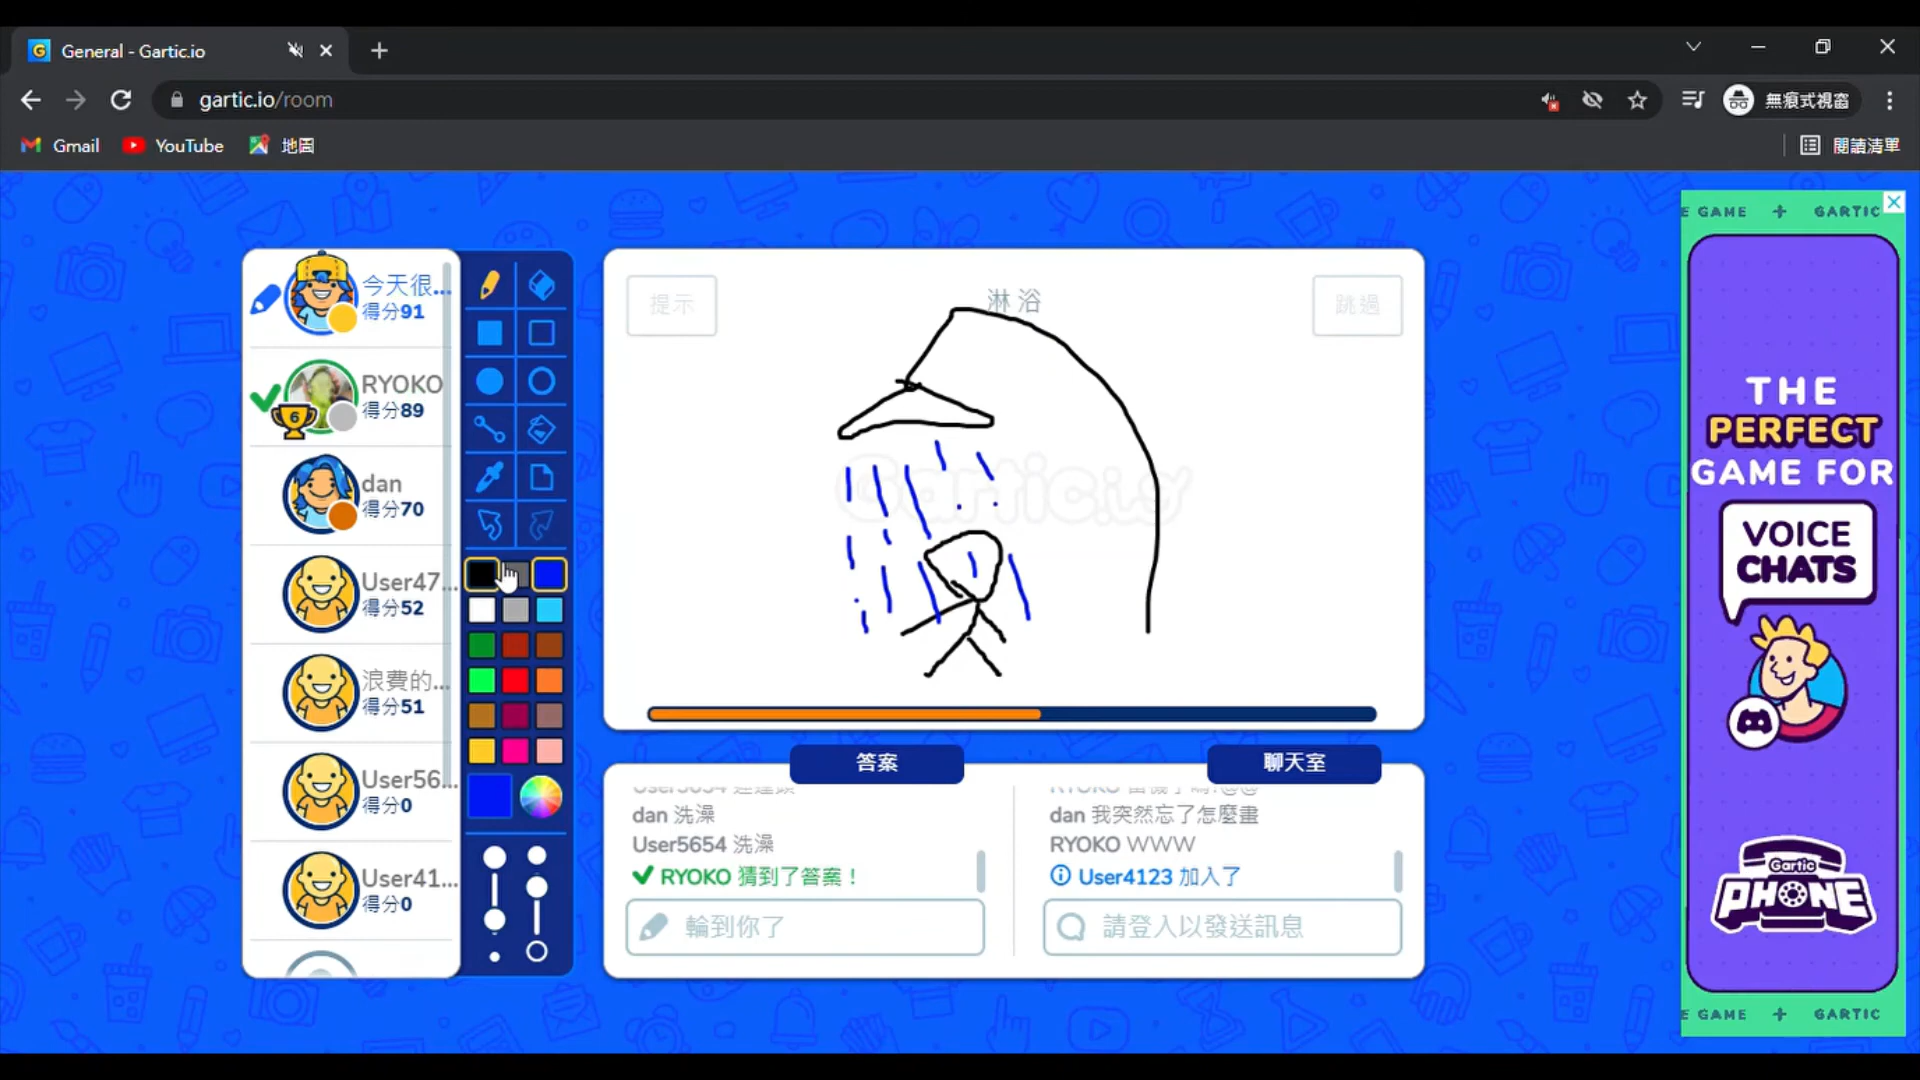 General - Gartic.io
gartic.io/room
無痕式視窗
Gmail
YouTube
地圖
閱讀清單
今天很...
得分91
RYOKO
6
得分89
dan
得分70
User47...
得分52
浪費的...
得分51
User56...
得分0
User41...
得分0
提示
淋浴
跳過
Gartic.io
答案
dan 洗澡
User5654 洗澡
RYOKO 猜到了答案！
輪到你了
聊天室
dan 我突然忘了怎麼畫
RYOKO WWW
User4123 加入了
請登入以發送訊息
E GAME + GARTIC
THE
PERFECT
GAME FOR
VOICE
CHATS
Gartic
PHONE
E GAME + GARTIC